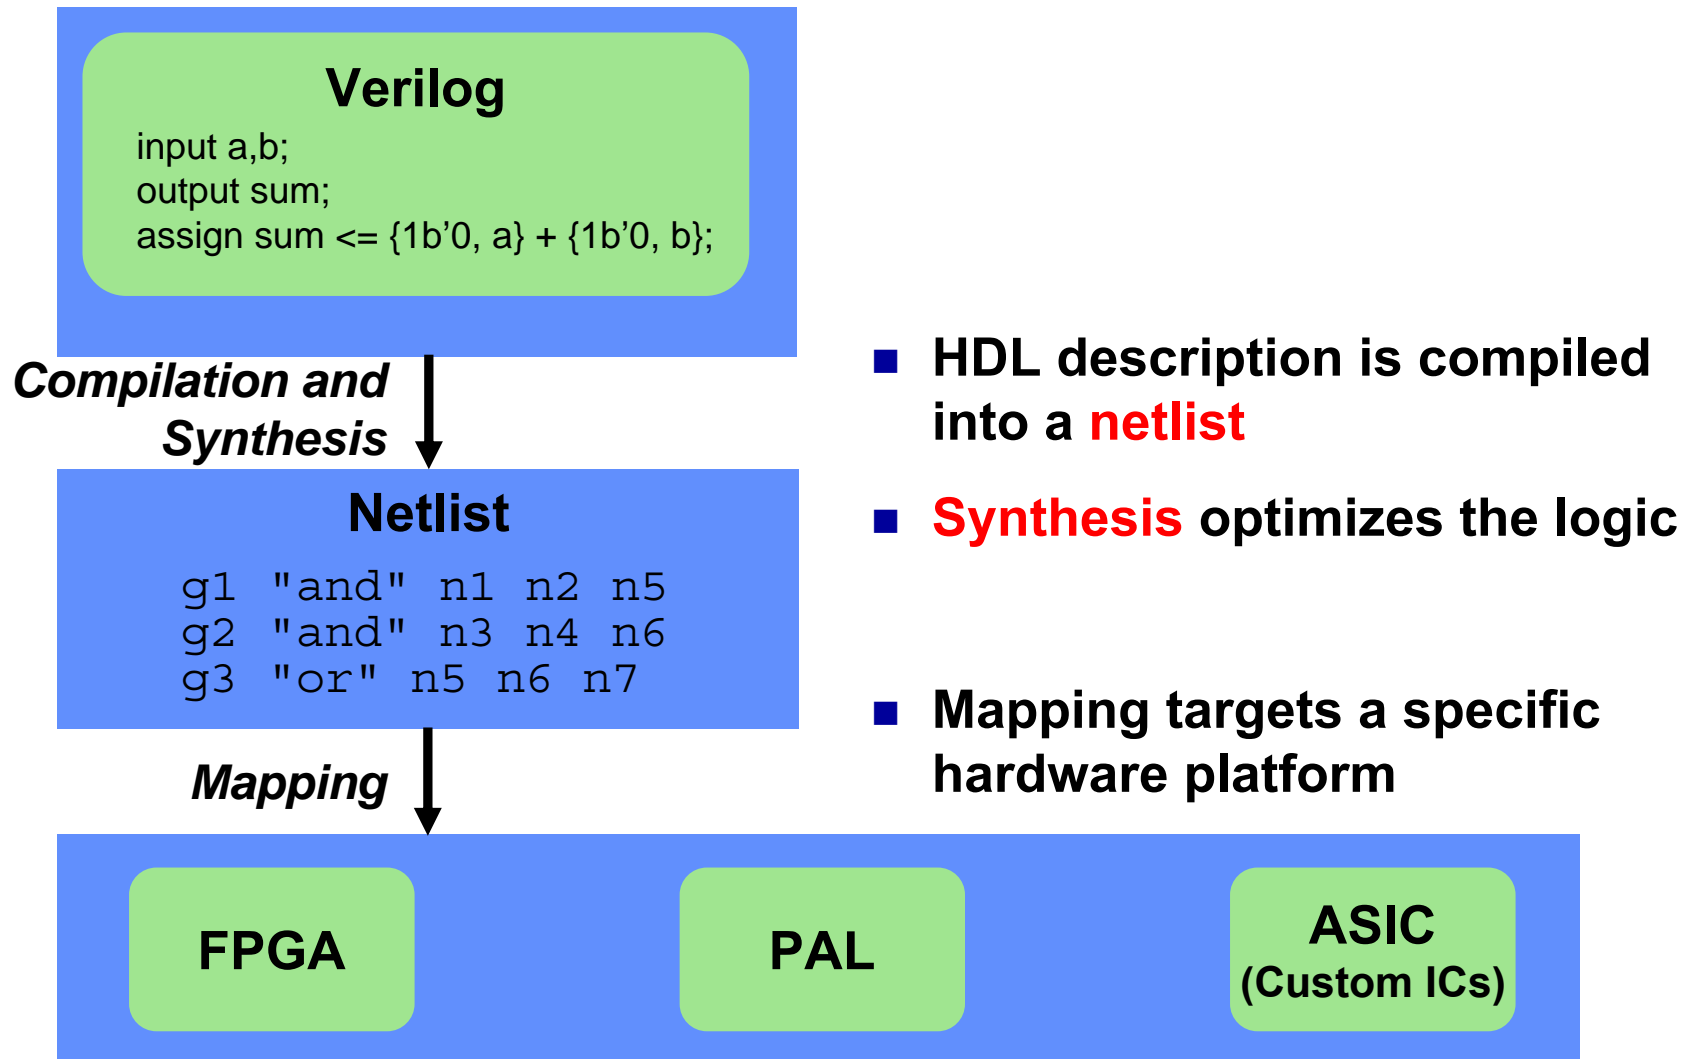 Verilog
input a,b;
output sum;
assign sum <= {1b’0, a} + {1b’0, b};
Compilation and
Synthesis
Netlist
g1 "and" n1 n2 n5
g2 "and" n3 n4 n6
g3 "or" n5 n6 n7
Mapping
HDL description is compiled
into a netlist
Synthesis optimizes the logic
Mapping targets a specific
hardware platform
FPGA
PAL
ASIC
(Custom ICs)